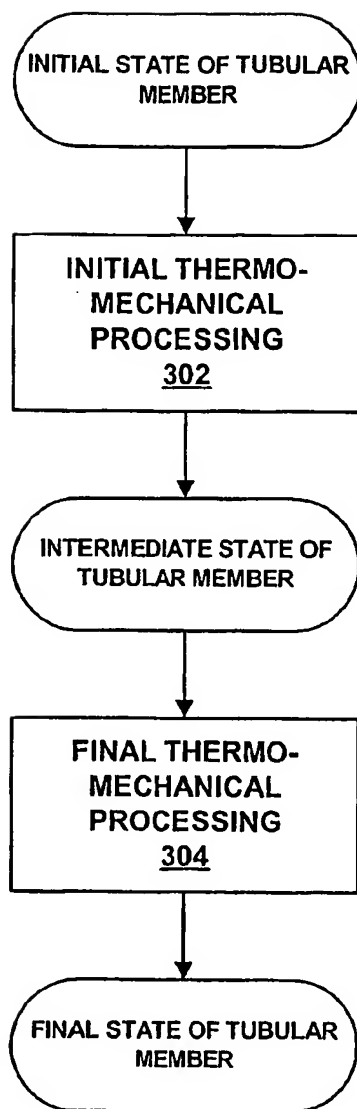 INITIAL STATE OF TUBULAR
MEMBER
INITIAL THERMO-
MECHANICAL
PROCESSING
302
INTERMEDIATE STATE OF
TUBULAR MEMBER
FINAL THERMO-
MECHANICAL
PROCESSING
304
FINAL STATE OF TUBULAR
MEMBER